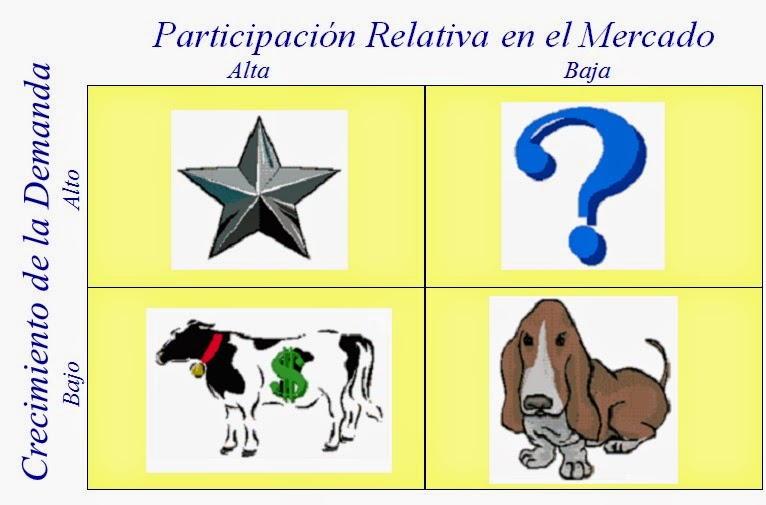 Participación Relativa en el Mercado
Alta
Baja
Crecimiento de la Demanda
Alto
Bajo
$